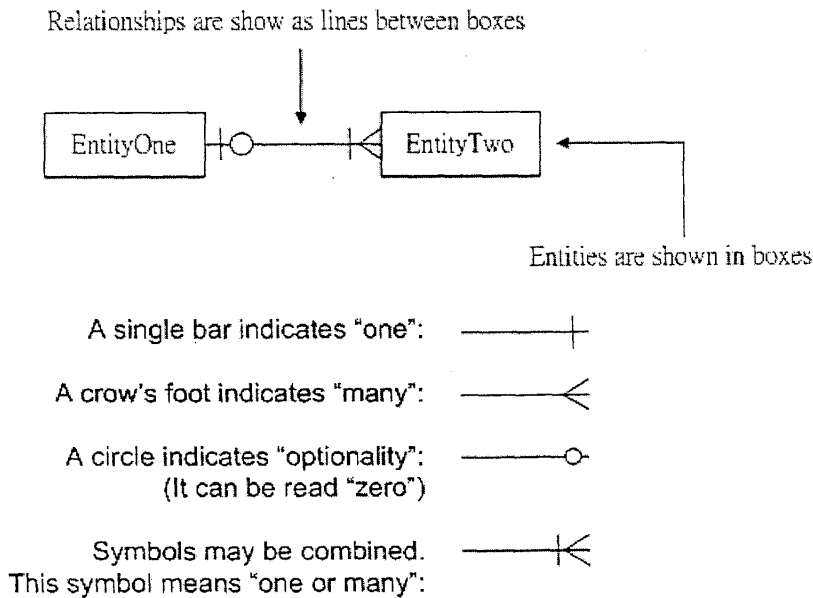 Relationships are show as lines between boxes
EntityOne
EntityTwo
Entities are shown in boxes
A single bar indicates “one”:
A crow's foot indicates “many”:
A circle indicates “optionality”:
(It can be read “zero”)
Symbols may be combined.
This symbol means “one or many”: